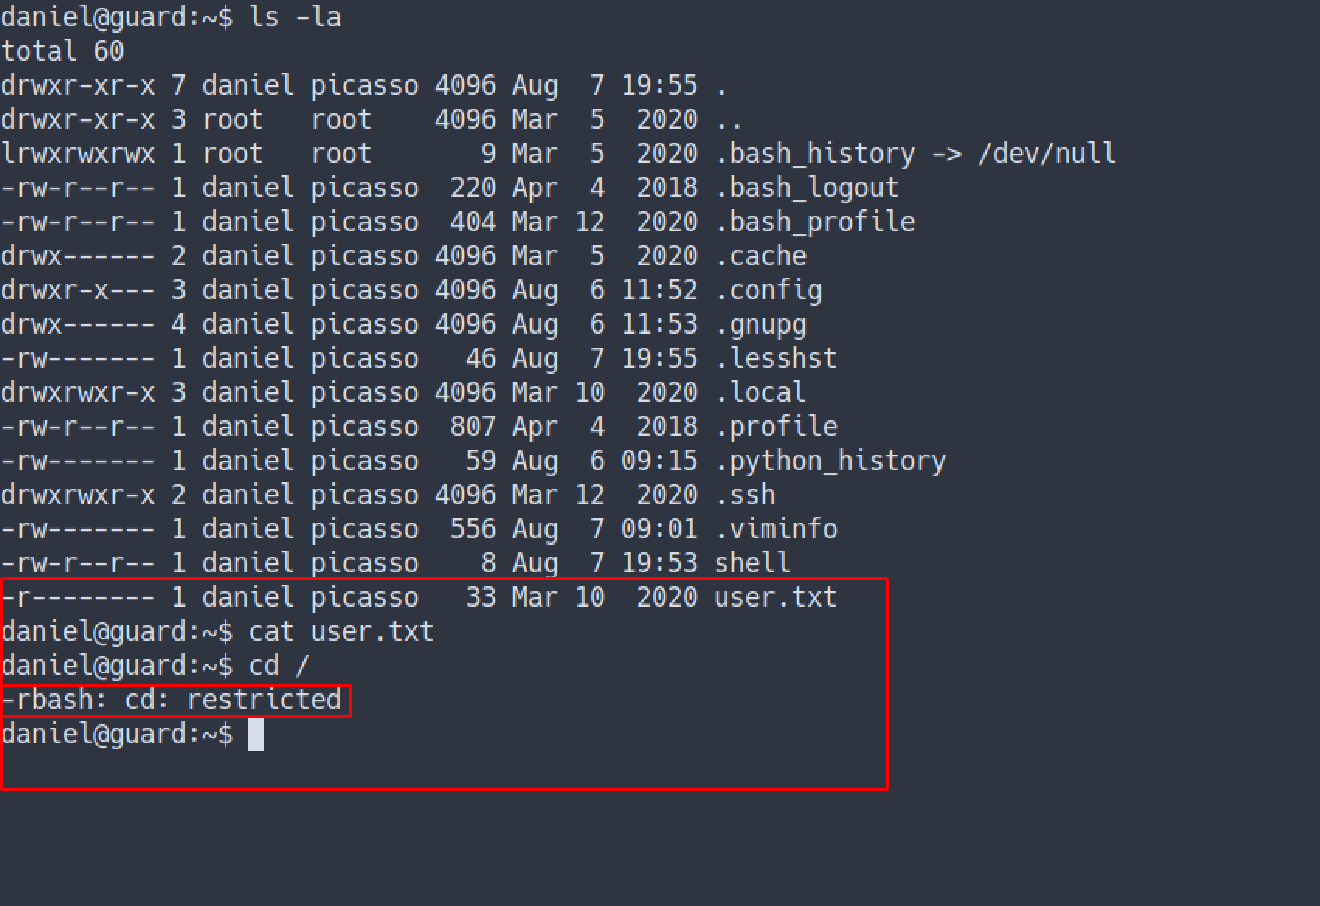 daniel@guard:~$ ls -la
total 60
drwxr-xr-x 7 daniel picasso 4096 Aug  7 19:55 .
drwxr-xr-x 3 root   root    4096 Mar  5  2020 ..
lrwxrwxrwx 1 root   root       9 Mar  5  2020 .bash_history -> /dev/null
-rw-r--r-- 1 daniel picasso  220 Apr  4  2018 .bash_logout
-rw-r--r-- 1 daniel picasso  404 Mar 12  2020 .bash_profile
drwx------ 2 daniel picasso 4096 Mar  5  2020 .cache
drwxr-x--- 3 daniel picasso 4096 Aug  6 11:52 .config
drwx------ 4 daniel picasso 4096 Aug  6 11:53 .gnupg
-rw------- 1 daniel picasso   46 Aug  7 19:55 .lesshst
drwxrwxr-x 3 daniel picasso 4096 Mar 10  2020 .local
-rw-r--r-- 1 daniel picasso  807 Apr  4  2018 .profile
-rw------- 1 daniel picasso   59 Aug  6 09:15 .python_history
drwxrwxr-x 2 daniel picasso 4096 Mar 12  2020 .ssh
-rw------- 1 daniel picasso  556 Aug  7 09:01 .viminfo
-rw-r--r-- 1 daniel picasso    8 Aug  7 19:53 shell
-r-------- 1 daniel picasso   33 Mar 10  2020 user.txt
daniel@guard:~$ cat user.txt
daniel@guard:~$ cd /
-rbash: cd: restricted
daniel@guard:~$